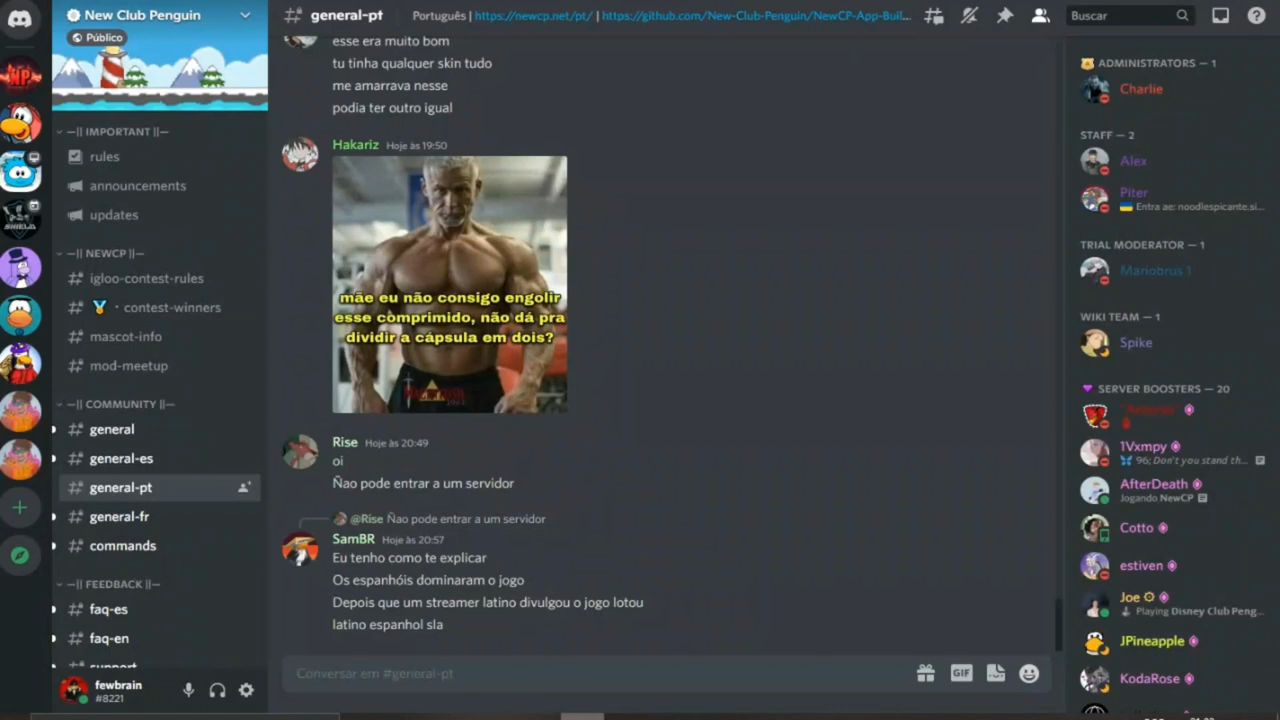 New Club Penguin
Público
—|| IMPORTANT ||—
rules
announcements
updates
—|| NEWCP ||—
igloo-contest-rules
contest-winners
mascot-info
mod-meetup
—|| COMMUNITY ||—
general
general-es
general-pt
general-fr
commands
—|| FEEDBACK ||—
faq-es
faq-en
support
fewbrain
#8221
general-pt Português | https://newcp.net/pt/ | https://github.com/New-Club-Penguin/NewCP-App-Buil...
Buscar
esse era muito bom
tu tinha qualquer skin tudo
me amarrava nesse
podia ter outro igual
Hakariz Hoje às 19:50
mãe eu não consigo engolir
esse comprimido, não dá pra
dividir a cápsula em dois?
Rise Hoje às 20:49
oi
Ñao pode entrar a um servidor
@Rise Ñao pode entrar a um servidor
SamBR Hoje às 20:57
Eu tenho como te explicar
Os espanhóis dominaram o jogo
Depois que um streamer latino divulgou o jogo lotou
latino espanhol sla
Conversar em #general-pt
GIF
ADMINISTRATORS — 1
Charlie
STAFF — 2
Alex
Piter
Entra ae: noodlespicante.si...
TRIAL MODERATOR — 1
Mariobrus 1
WIKI TEAM — 1
Spike
SERVER BOOSTERS — 20
1Vxmpy
96; Don't you stand th...
AfterDeath
Jogando NewCP
Cotto
estiven
Joe
Playing Disney Club Peng...
JPineapple
KodaRose
NP
SHIELD